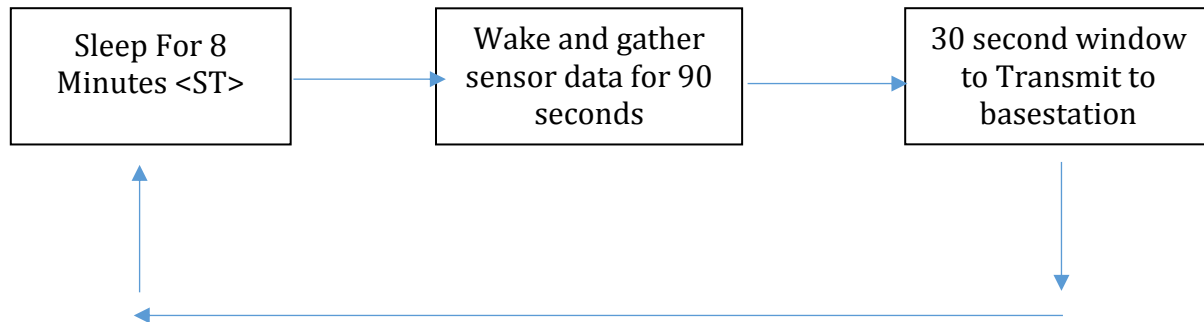 Sleep For 8
Minutes <ST>
Wake and gather
sensor data for 90
seconds
30 second window
to Transmit to
basestation